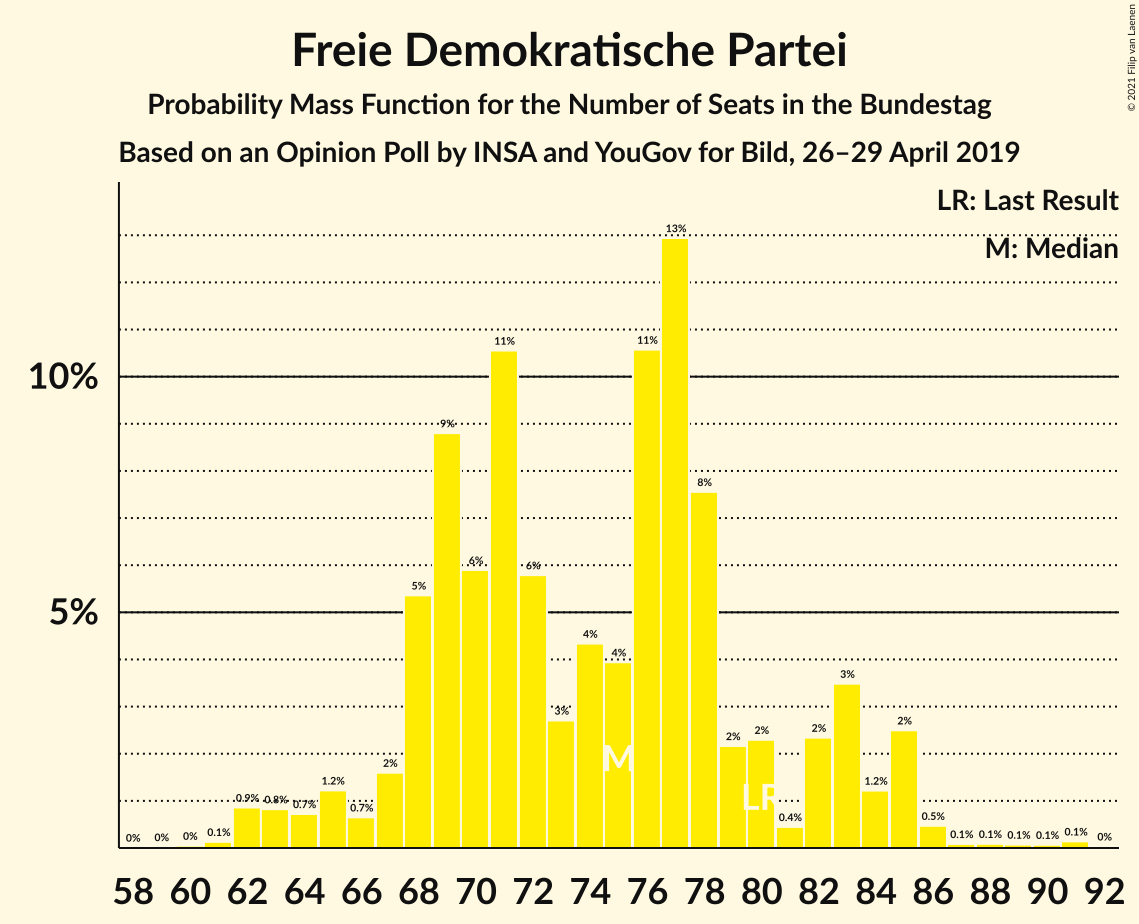 Freie Demokratische Partei
Probability Mass Function for the Number of Seats in the Bundestag
Based on an Opinion Poll by INSA and YouGov for Bild, 26–29 April 2019
© 2021 Filip van Laenen
LR: Last Result
M: Median
10%
5%
0% 0% 0% 0.1% 0.9% 0.8% 0.7% 1.2% 0.7% 2% 5% 9% 6% 11% 6% 3% 4% 4% 11% 13% 8% 2% 2% 0.4% 2% 3% 1.2% 2% 0.5% 0.1% 0.1% 0.1% 0.1% 0.1% 0%
M
LR
58 60 62 64 66 68 70 72 74 76 78 80 82 84 86 88 90 92